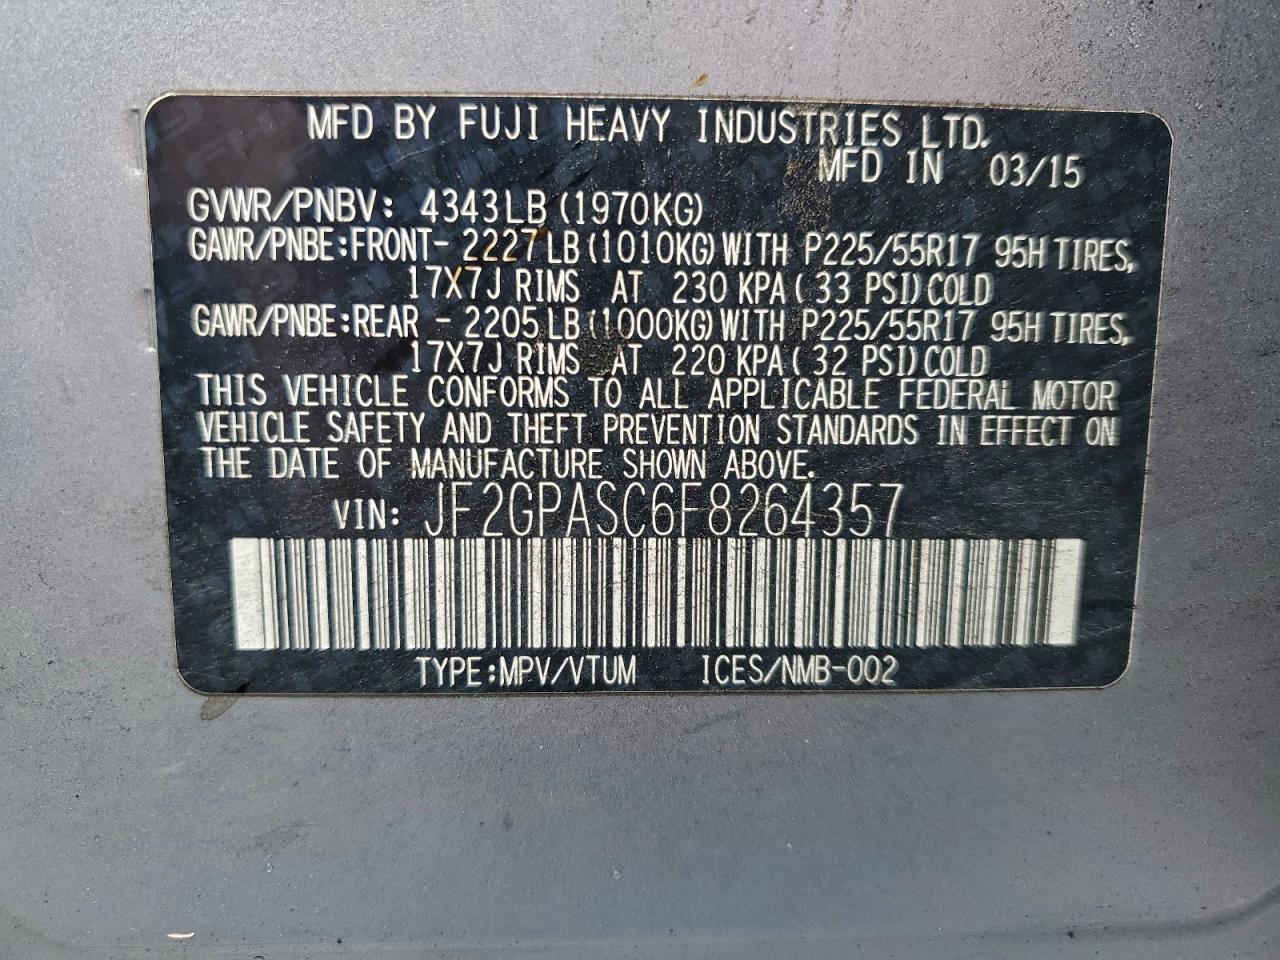 MFD BY FUJI HEAVY INDUSTRIES LTD.
MFD IN 03/15
GVWR/PNBV: 4343LB (1970KG)
GAWR/PNBE:FRONT- 2227LB(1010KG)WITH P225/55R17 95H TIRES,
17X7J RIMS AT 230 KPA(33 PSI)COLD
GAWR/PNBE:REAR - 2205LB(1000KG)WITH P225/55R17 95H TIRES,
17X7J RIMS AT 220 KPA(32 PSI)COLD
THIS VEHICLE CONFORMS TO ALL APPLICABLE FEDERAL MOTOR
VEHICLE SAFETY AND THEFT PREVENTION STANDARDS IN EFFECT ON
THE DATE OF MANUFACTURE SHOWN ABOVE.
VIN: JF2GPASC6F8264357
TYPE:MPV/VTUM ICES/NMB-002